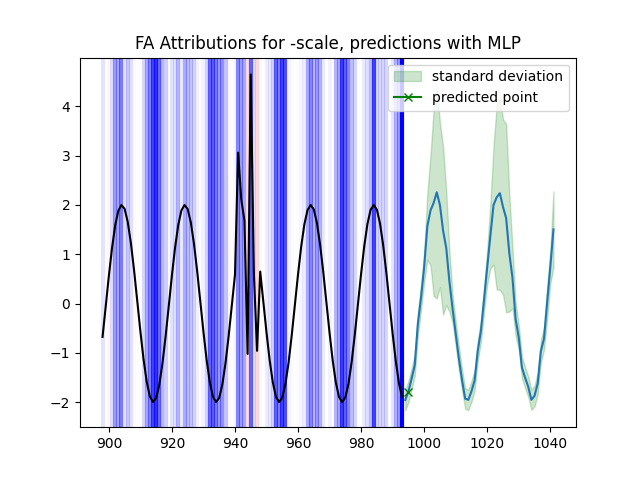 FA Attributions for -scale, predictions with MLP
standard deviation
predicted point
4
3
2
1
0
−1
−2
900 920 940 960 980 1000 1020 1040